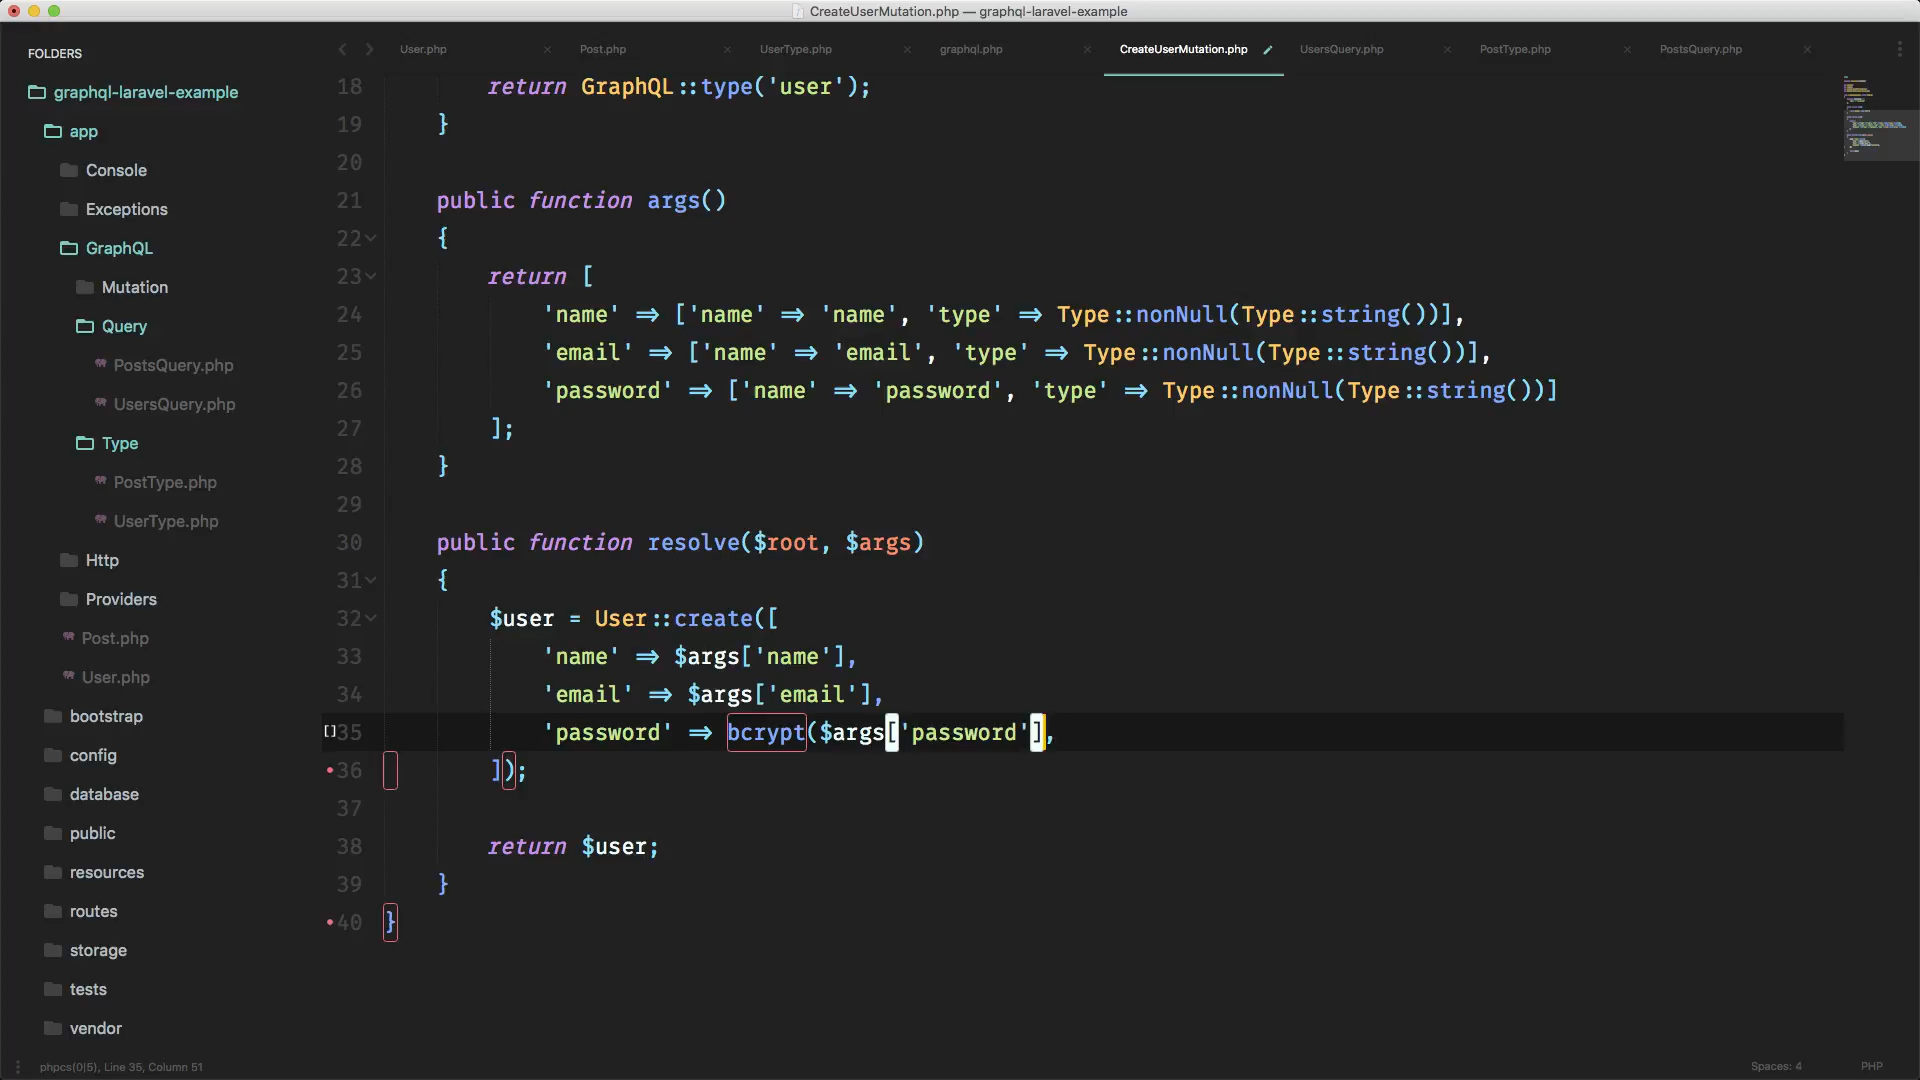 CreateUserMutation.php — graphql-laravel-example
FOLDERS
graphql-laravel-example
app
Console
Exceptions
GraphQL
Mutation
Query
PostsQuery.php
UsersQuery.php
Type
PostType.php
UserType.php
Http
Providers
Post.php
User.php
bootstrap
config
database
public
resources
routes
storage
tests
vendor
User.php
Post.php
UserType.php
graphql.php
CreateUserMutation.php
UsersQuery.php
PostType.php
PostsQuery.php
18 return GraphQL::type('user');
19 }
20
21 public function args()
22 {
23 return [
24 'name' => ['name' => 'name', 'type' => Type::nonNull(Type::string())],
25 'email' => ['name' => 'email', 'type' => Type::nonNull(Type::string())],
26 'password' => ['name' => 'password', 'type' => Type::nonNull(Type::string())]
27 ];
28 }
29
30 public function resolve($root, $args)
31 {
32 $user = User::create([
33 'name' => $args['name'],
34 'email' => $args['email'],
[]35 'password' => bcrypt($args['password'],
36 ]);
37
38 return $user;
39 }
40 }
phpcs(0|5), Line 35, Column 51
Spaces: 4
PHP